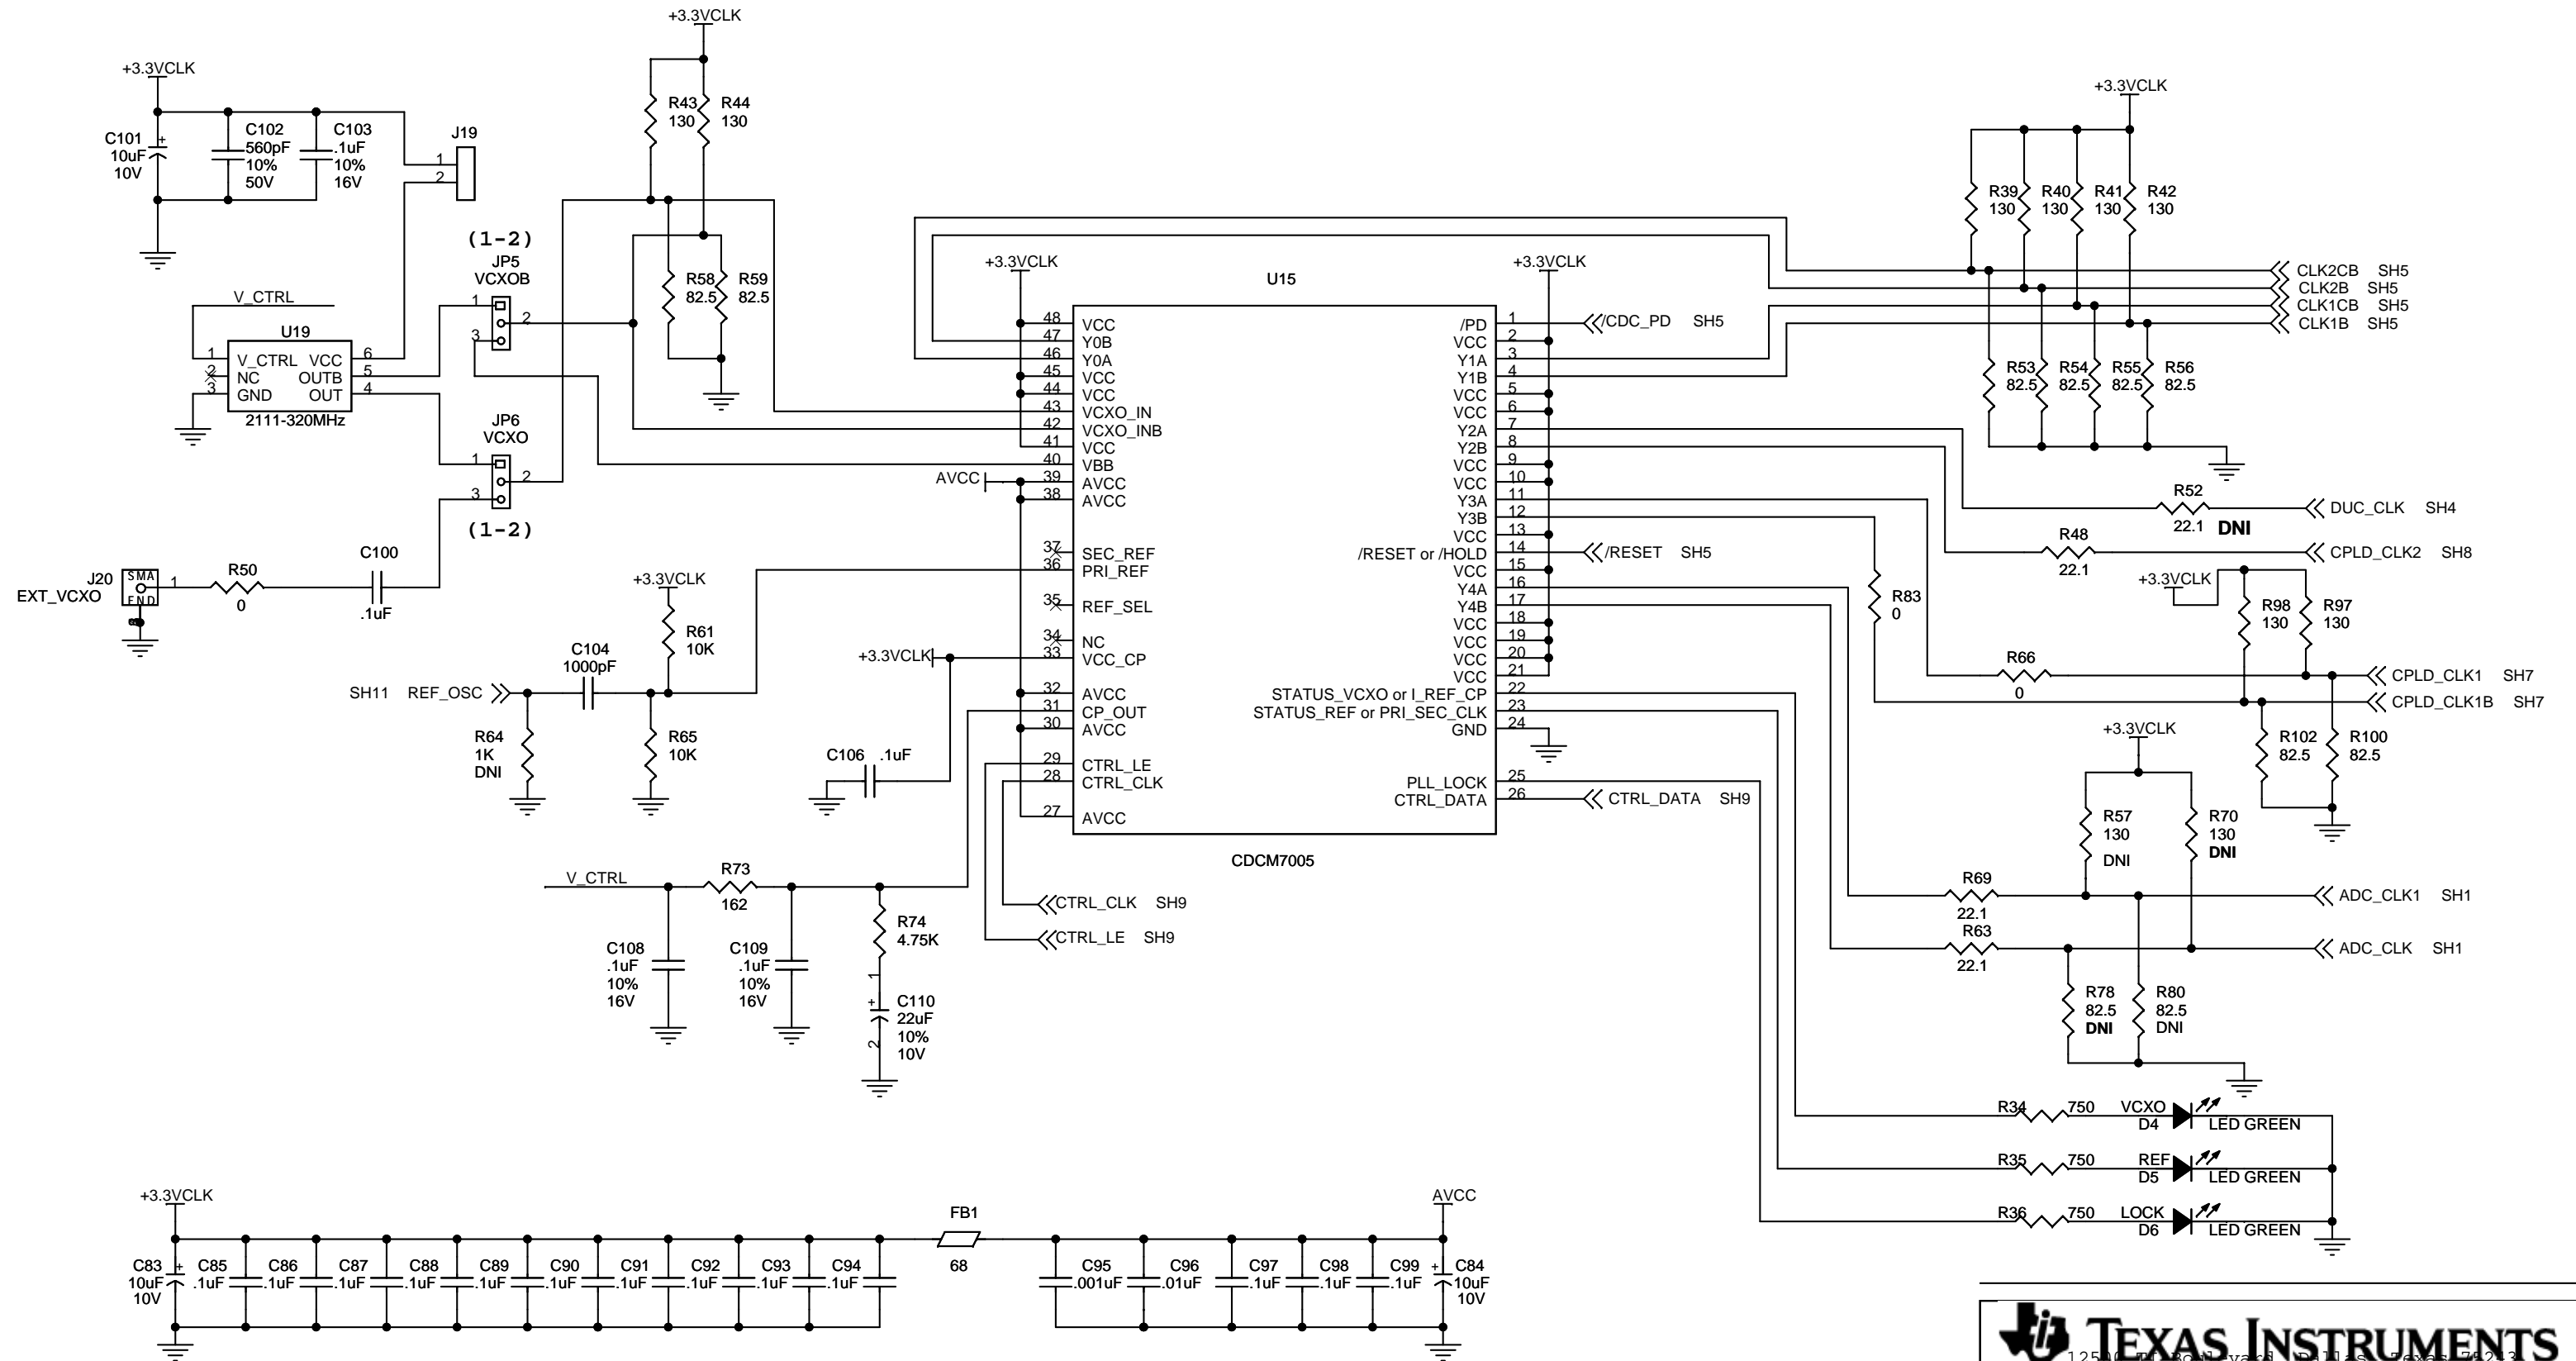 +3.3VCLK
C101
10uF
10V
+
C102
560pF
10%
50V
C103
.1uF
10%
16V
J19
1
2
+3.3VCLK
R43
130
R44
130
R58
82.5
R59
82.5
(1-2)
JP5
VCXOB
1
2
3
V_CTRL
U19
1
2
3
V_CTRL VCC
NC OUTB
GND OUT
6
5
4
2111-320MHz
JP6
VCXO
1
2
3
(1-2)
J20
EXT_VCXO
SMA
1
R50
0
C100
.1uF
+3.3VCLK
R61
10K
C104
1000pF
SH11 REF_OSC
R64
1K
DNI
R65
10K
C106 .1uF
+3.3VCLK
AVCC
+3.3VCLK
U15
+3.3VCLK
48 VCC
47 Y0B
46 Y0A
45 VCC
44 VCC
43 VCXO_IN
42 VCXO_INB
41 VCC
40 VBB
39 AVCC
38 AVCC
37 SEC_REF
36 PRI_REF
35 REF_SEL
34 NC
33 VCC_CP
32 AVCC
31 CP_OUT
30 AVCC
29 CTRL_LE
28 CTRL_CLK
27 AVCC
/PD 1
VCC 2
Y1A 3
Y1B 4
VCC 5
VCC 6
Y2A 7
Y2B 8
VCC 9
VCC 10
Y3A 11
Y3B 12
VCC 13
/RESET or /HOLD 14
VCC 15
Y4A 16
Y4B 17
VCC 18
VCC 19
VCC 20
VCC 21
STATUS_VCXO or I_REF_CP 22
STATUS_REF or PRI_SEC_CLK 23
GND 24
PLL_LOCK 25
CTRL_DATA 26
CDCM7005
/CDC_PD SH5
/RESET SH5
CTRL_DATA SH9
V_CTRL
R73
162
C108
.1uF
10%
16V
C109
.1uF
10%
16V
R74
4.75K
1
+
C110
22uF
10%
10V
2
CTRL_CLK SH9
CTRL_LE SH9
+3.3VCLK
R39
130
R40
130
R41
130
R42
130
CLK2CB SH5
CLK2B SH5
CLK1CB SH5
CLK1B SH5
R53
82.5
R54
82.5
R55
82.5
R56
82.5
R52
22.1 DNI
DUC_CLK SH4
R48
22.1
CPLD_CLK2 SH8
+3.3VCLK
R83
0
R98
130
R97
130
R66
0
CPLD_CLK1 SH7
CPLD_CLK1B SH7
R102
82.5
R100
82.5
+3.3VCLK
R57
130
DNI
R70
130
DNI
R69
22.1
ADC_CLK1 SH1
R63
22.1
ADC_CLK SH1
R78
82.5
DNI
R80
82.5
DNI
R34 750 VCXO
D4 LED GREEN
R35 750 REF
D5 LED GREEN
R36 750 LOCK
D6 LED GREEN
+3.3VCLK
C83
10uF
10V
+
C85
.1uF
C86
.1uF
C87
.1uF
C88
.1uF
C89
.1uF
C90
.1uF
C91
.1uF
C92
.1uF
C93
.1uF
C94
.1uF
FB1
68
C95
.001uF
C96
.01uF
C97
.1uF
C98
.1uF
C99
.1uF
AVCC
+
C84
10uF
10V
TEXAS INSTRUMENTS